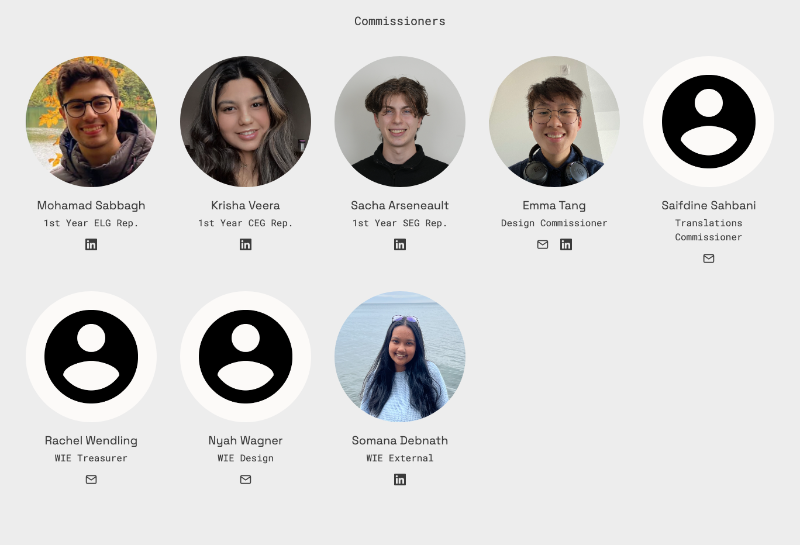 Commissioners
Mohamad Sabbagh
1st Year ELG Rep.
Krisha Veera
1st Year CEG Rep.
Sacha Arseneault
1st Year SEG Rep.
Emma Tang
Design Commissioner
Saifdine Sahbani
Translations
Commissioner
Rachel Wendling
WIE Treasurer
Nyah Wagner
WIE Design
Somana Debnath
WIE External